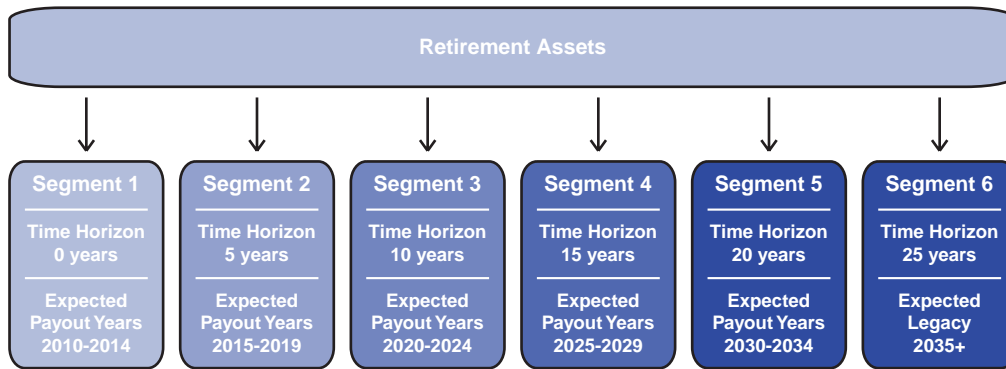 Retirement Assets
Segment 1
Time Horizon
0 years
Expected
Payout Years
2010-2014
Segment 2
Time Horizon
5 years
Expected
Payout Years
2015-2019
Segment 3
Time Horizon
10 years
Expected
Payout Years
2020-2024
Segment 4
Time Horizon
15 years
Expected
Payout Years
2025-2029
Segment 5
Time Horizon
20 years
Expected
Payout Years
2030-2034
Segment 6
Time Horizon
25 years
Expected
Legacy
2035+